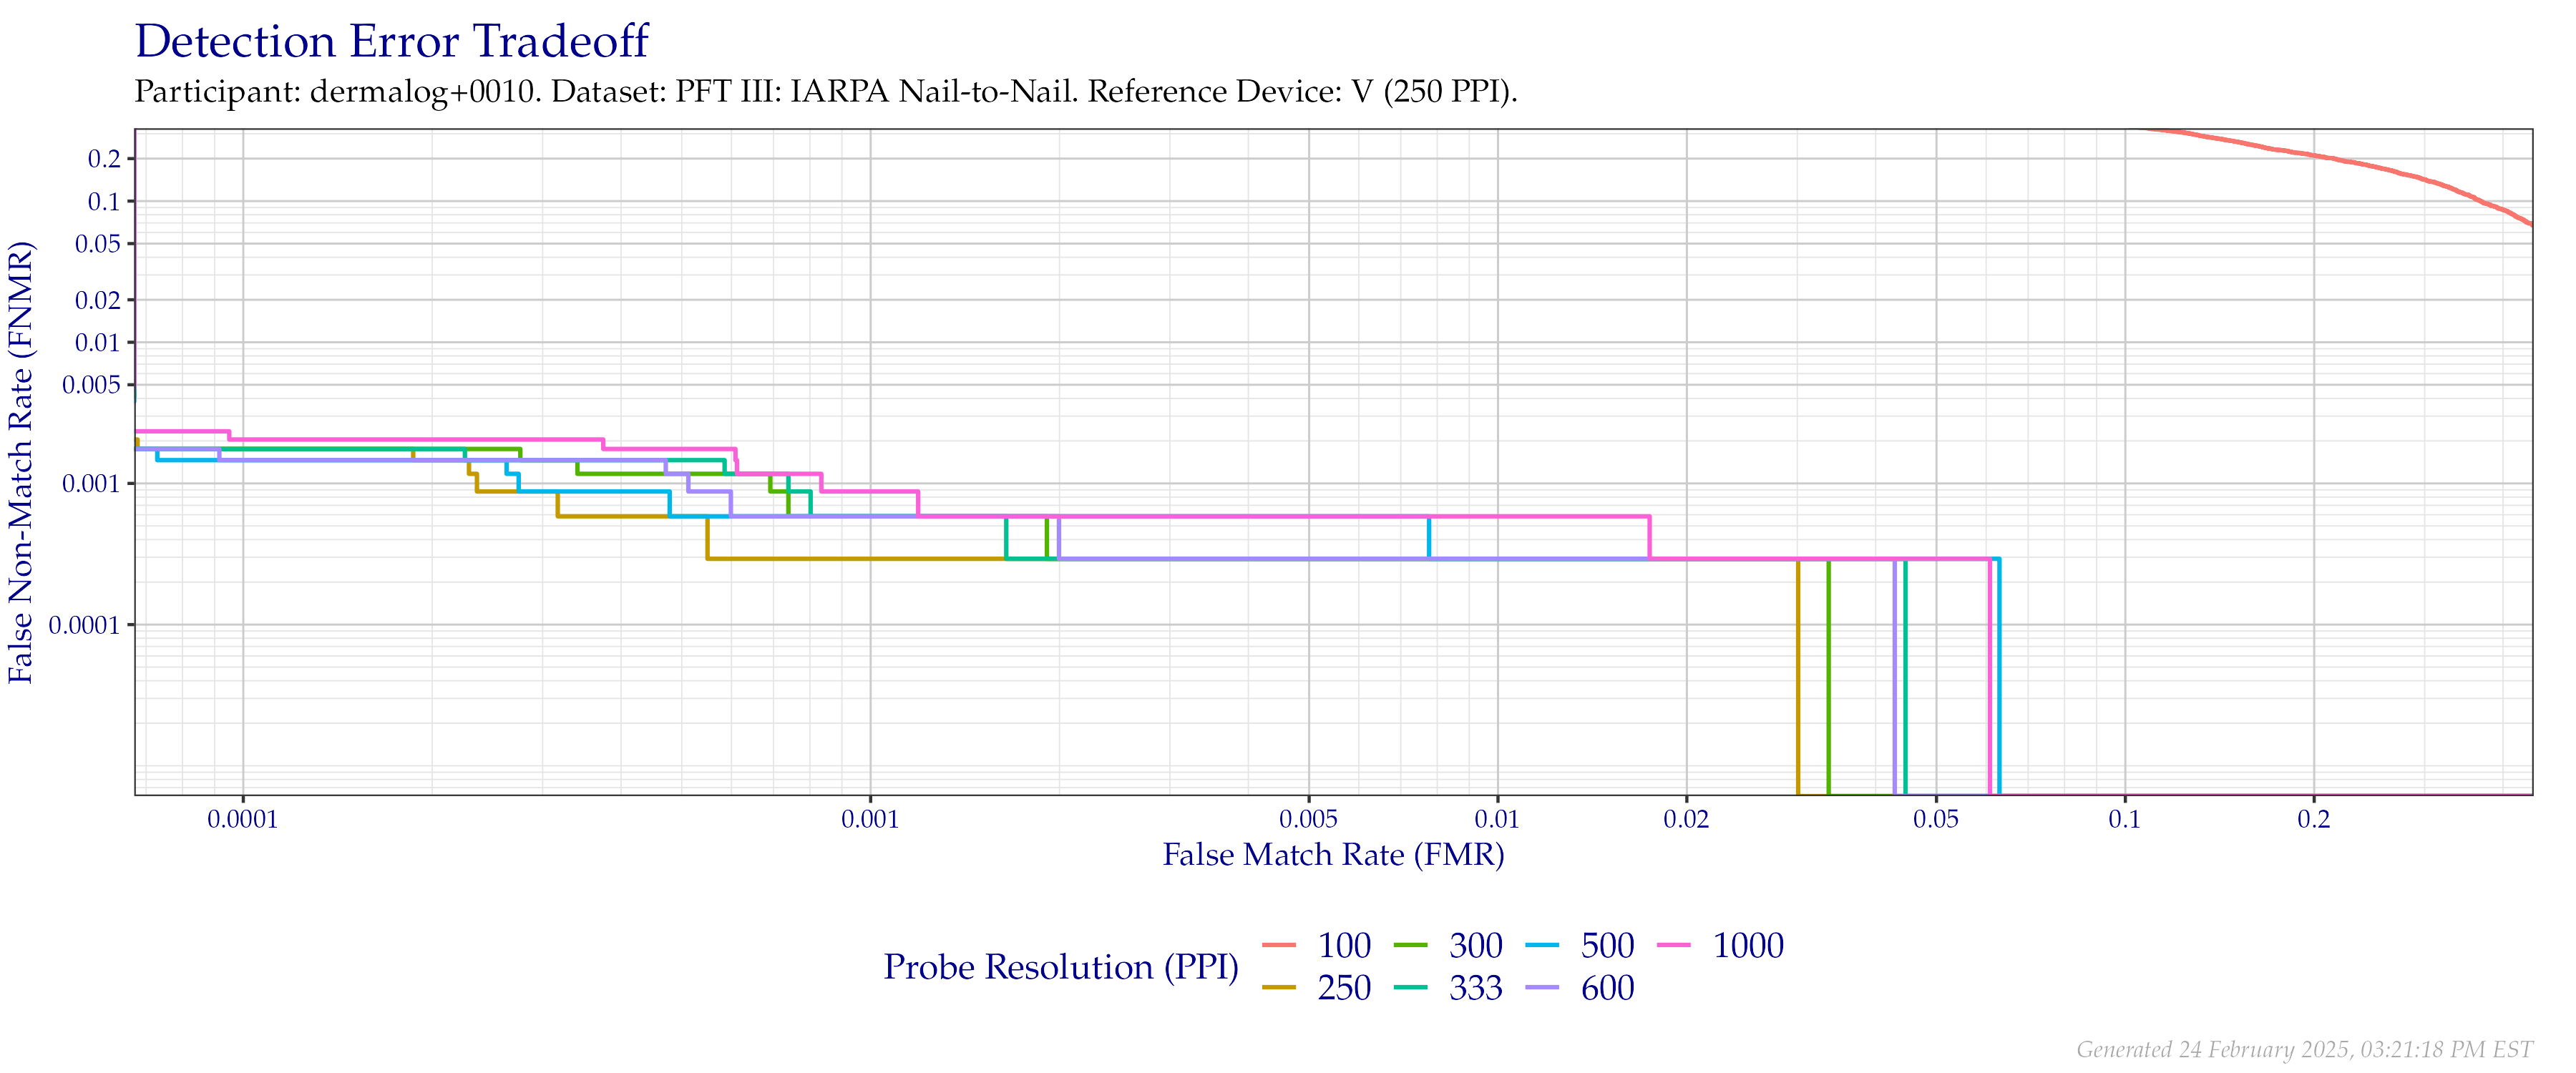 Detection Error Tradeoff
Participant: dermalog+0010. Dataset: PFT III: IARPA Nail-to-Nail. Reference Device: V (250 PPI).
False Non-Match Rate (FNMR)
0.2
0.1
0.05
0.02
0.01
0.005
0.001
0.0001
0.0001 0.001 0.005 0.01 0.02 0.05 0.1 0.2
False Match Rate (FMR)
Probe Resolution (PPI)
100 300 500 1000
250 333 600
Generated 24 February 2025, 03:21:18 PM EST